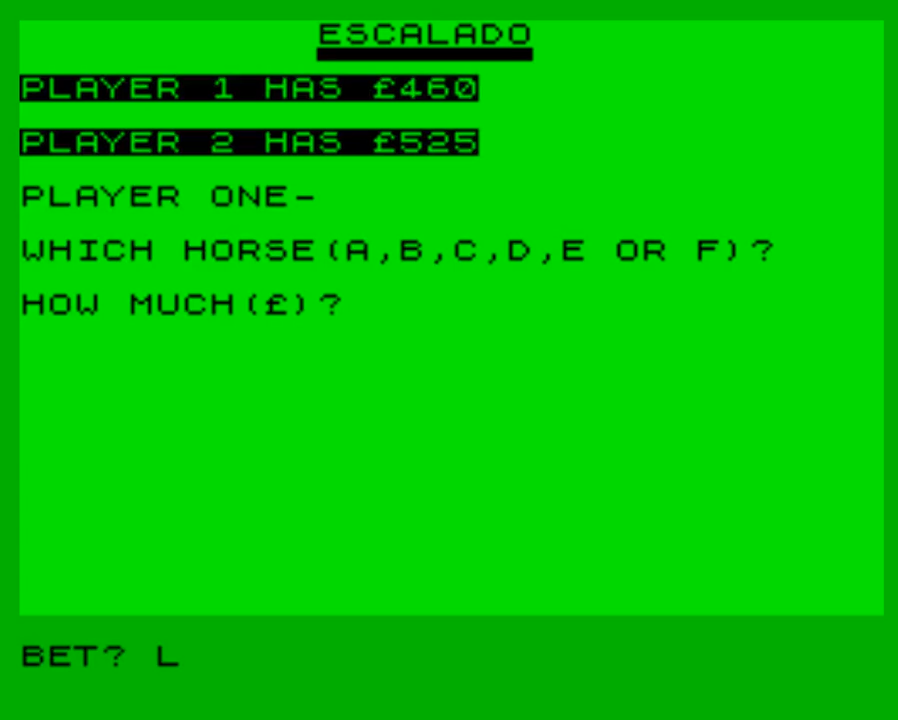 ESCALADO
PLAYER 1 HAS £460
PLAYER 2 HAS £525
PLAYER ONE-
WHICH HORSE(A,B,C,D,E OR F)?
HOW MUCH(£)?
BET? L